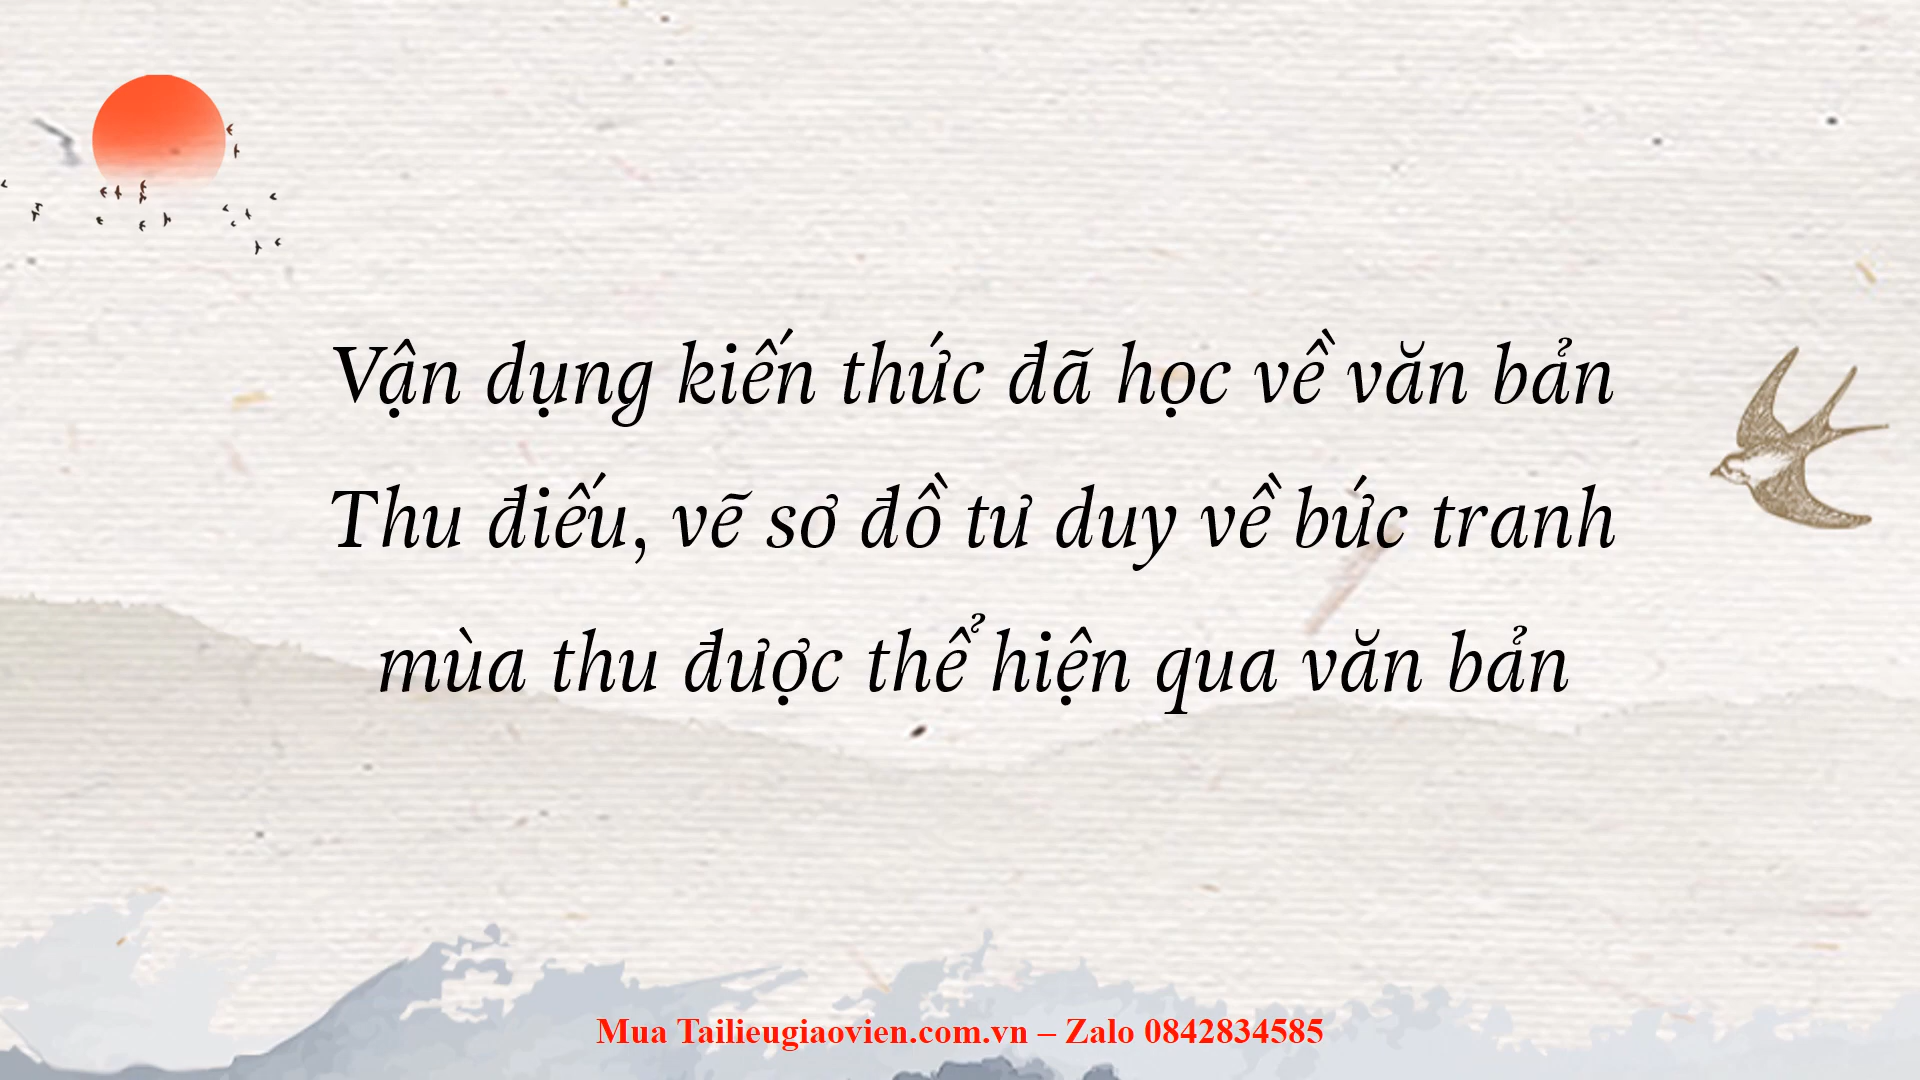 Vận dụng kiến thức đã học về văn bản
Thu điếu, vẽ sơ đồ tư duy về bức tranh
mùa thu được thể hiện qua văn bản
Mua Tailieugiaovien.com.vn – Zalo 0842834585